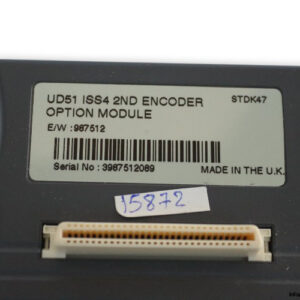 UD51 ISS4 2ND ENCODER STDK47
OPTION MODULE
E/W :967512
Serial No : 3967512089 MADE IN THE U.K.
15872